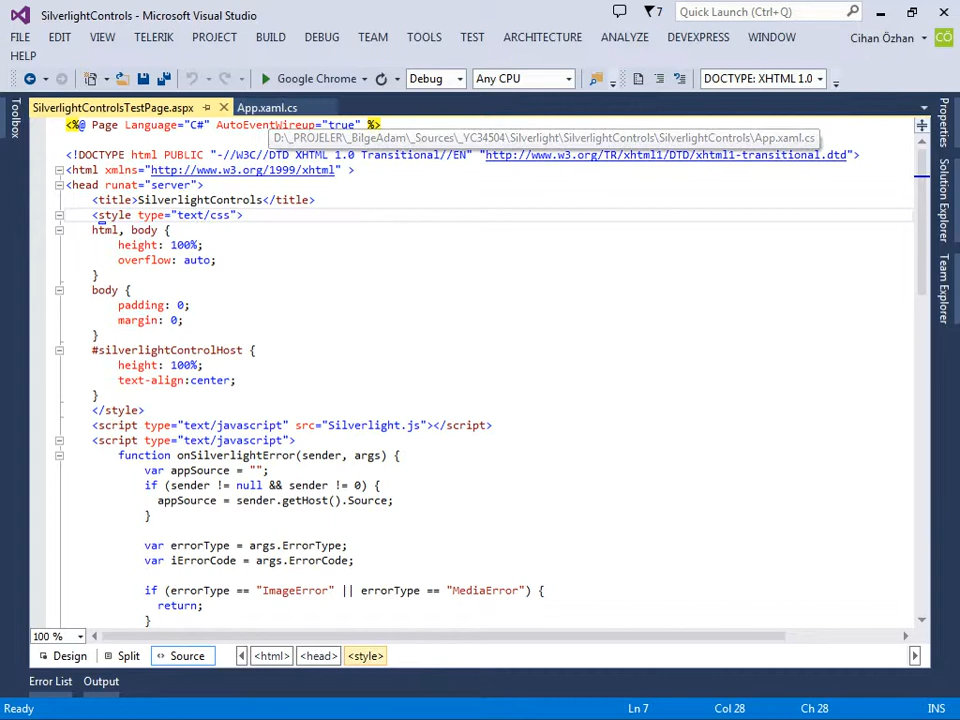 SilverlightControls - Microsoft Visual Studio
7
Quick Launch (Ctrl+Q)
FILE EDIT VIEW TELERIK PROJECT BUILD DEBUG TEAM TOOLS TEST ARCHITECTURE ANALYZE DEVEXPRESS WINDOW
Cihan Özhan CÖ
HELP
Google Chrome Debug Any CPU DOCTYPE: XHTML 1.0
Toolbox
SilverlightControlsTestPage.aspx App.xaml.cs
<%@ Page Language="C#" AutoEventWireup="true" %>
D:\_PROJELER\_BilgeAdam\_Sources\_YC34504\Silverlight\SilverlightControls\SilverlightControls\App.xaml.cs
<!DOCTYPE html PUBLIC "-//W3C//DTD XHTML 1.0 Transitional//EN" "http://www.w3.org/TR/xhtml1/DTD/xhtml1-transitional.dtd">
<html xmlns="http://www.w3.org/1999/xhtml" >
<head runat="server">
<title>SilverlightControls</title>
<style type="text/css">
html, body {
height: 100%;
overflow: auto;
}
body {
padding: 0;
margin: 0;
}
#silverlightControlHost {
height: 100%;
text-align:center;
}
</style>
<script type="text/javascript" src="Silverlight.js"></script>
<script type="text/javascript">
function onSilverlightError(sender, args) {
var appSource = "";
if (sender != null && sender != 0) {
appSource = sender.getHost().Source;
}
var errorType = args.ErrorType;
var iErrorCode = args.ErrorCode;
if (errorType == "ImageError" || errorType == "MediaError") {
return;
}
Properties
Solution Explorer
Team Explorer
100 %
Design Split Source <html> <head> <style>
Error List Output
Ready Ln 7 Col 28 Ch 28 INS